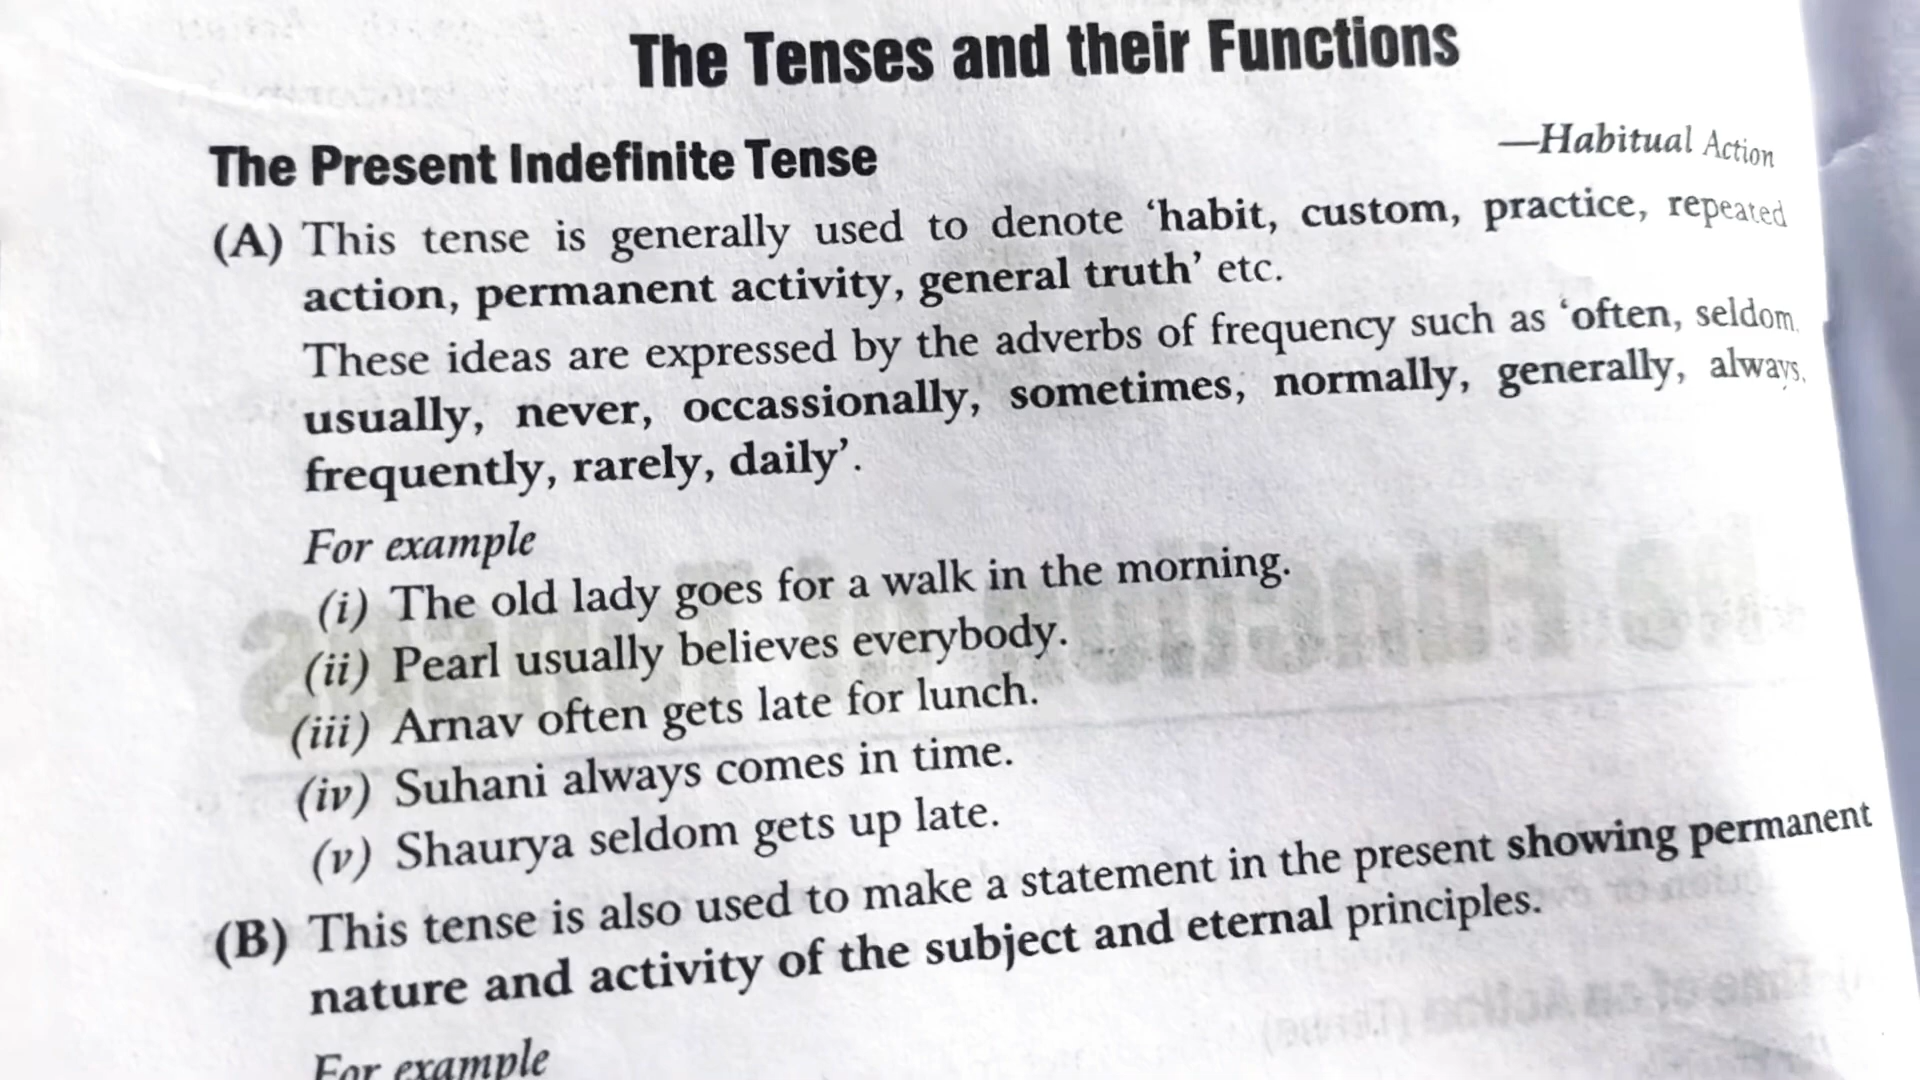 The Tenses and their Functions
The Present Indefinite Tense —Habitual Action
(A) This tense is generally used to denote ‘habit, custom, practice, repeated
action, permanent activity, general truth’ etc.
These ideas are expressed by the adverbs of frequency such as ‘often, seldom,
usually, never, occassionally, sometimes, normally, generally, always,
frequently, rarely, daily’.
For example
(i) The old lady goes for a walk in the morning.
(ii) Pearl usually believes everybody.
(iii) Arnav often gets late for lunch.
(iv) Suhani always comes in time.
(v) Shaurya seldom gets up late.
(B) This tense is also used to make a statement in the present showing permanent
nature and activity of the subject and eternal principles.
For example